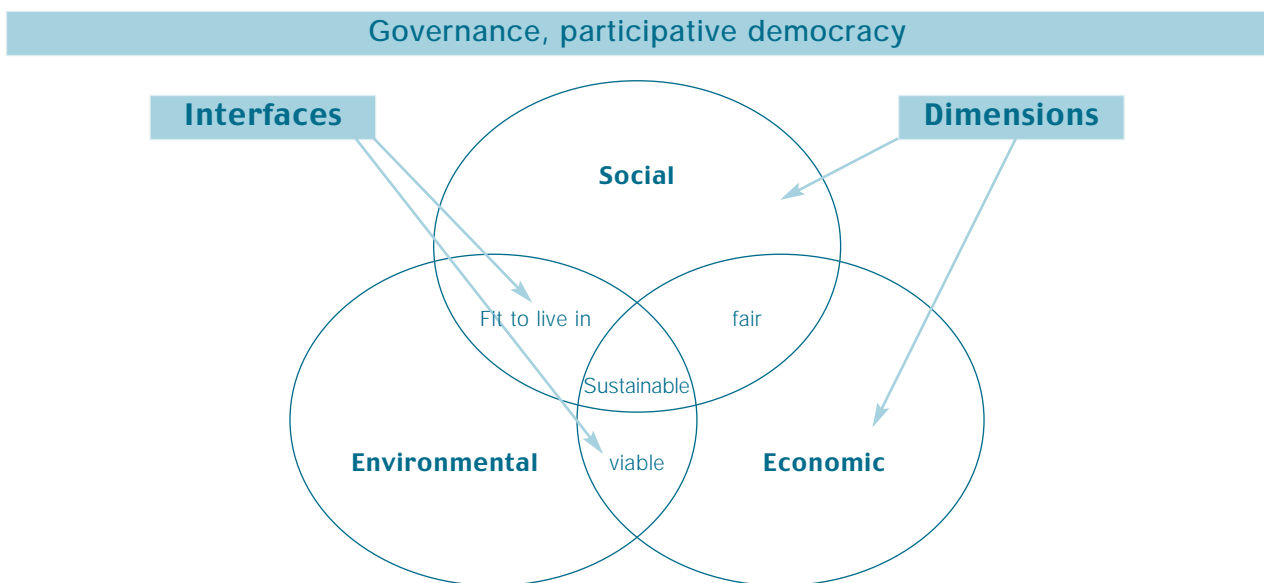 Governance, participative democracy
Interfaces
Dimensions
Social
Fit to live in
fair
Sustainable
Environmental
viable
Economic